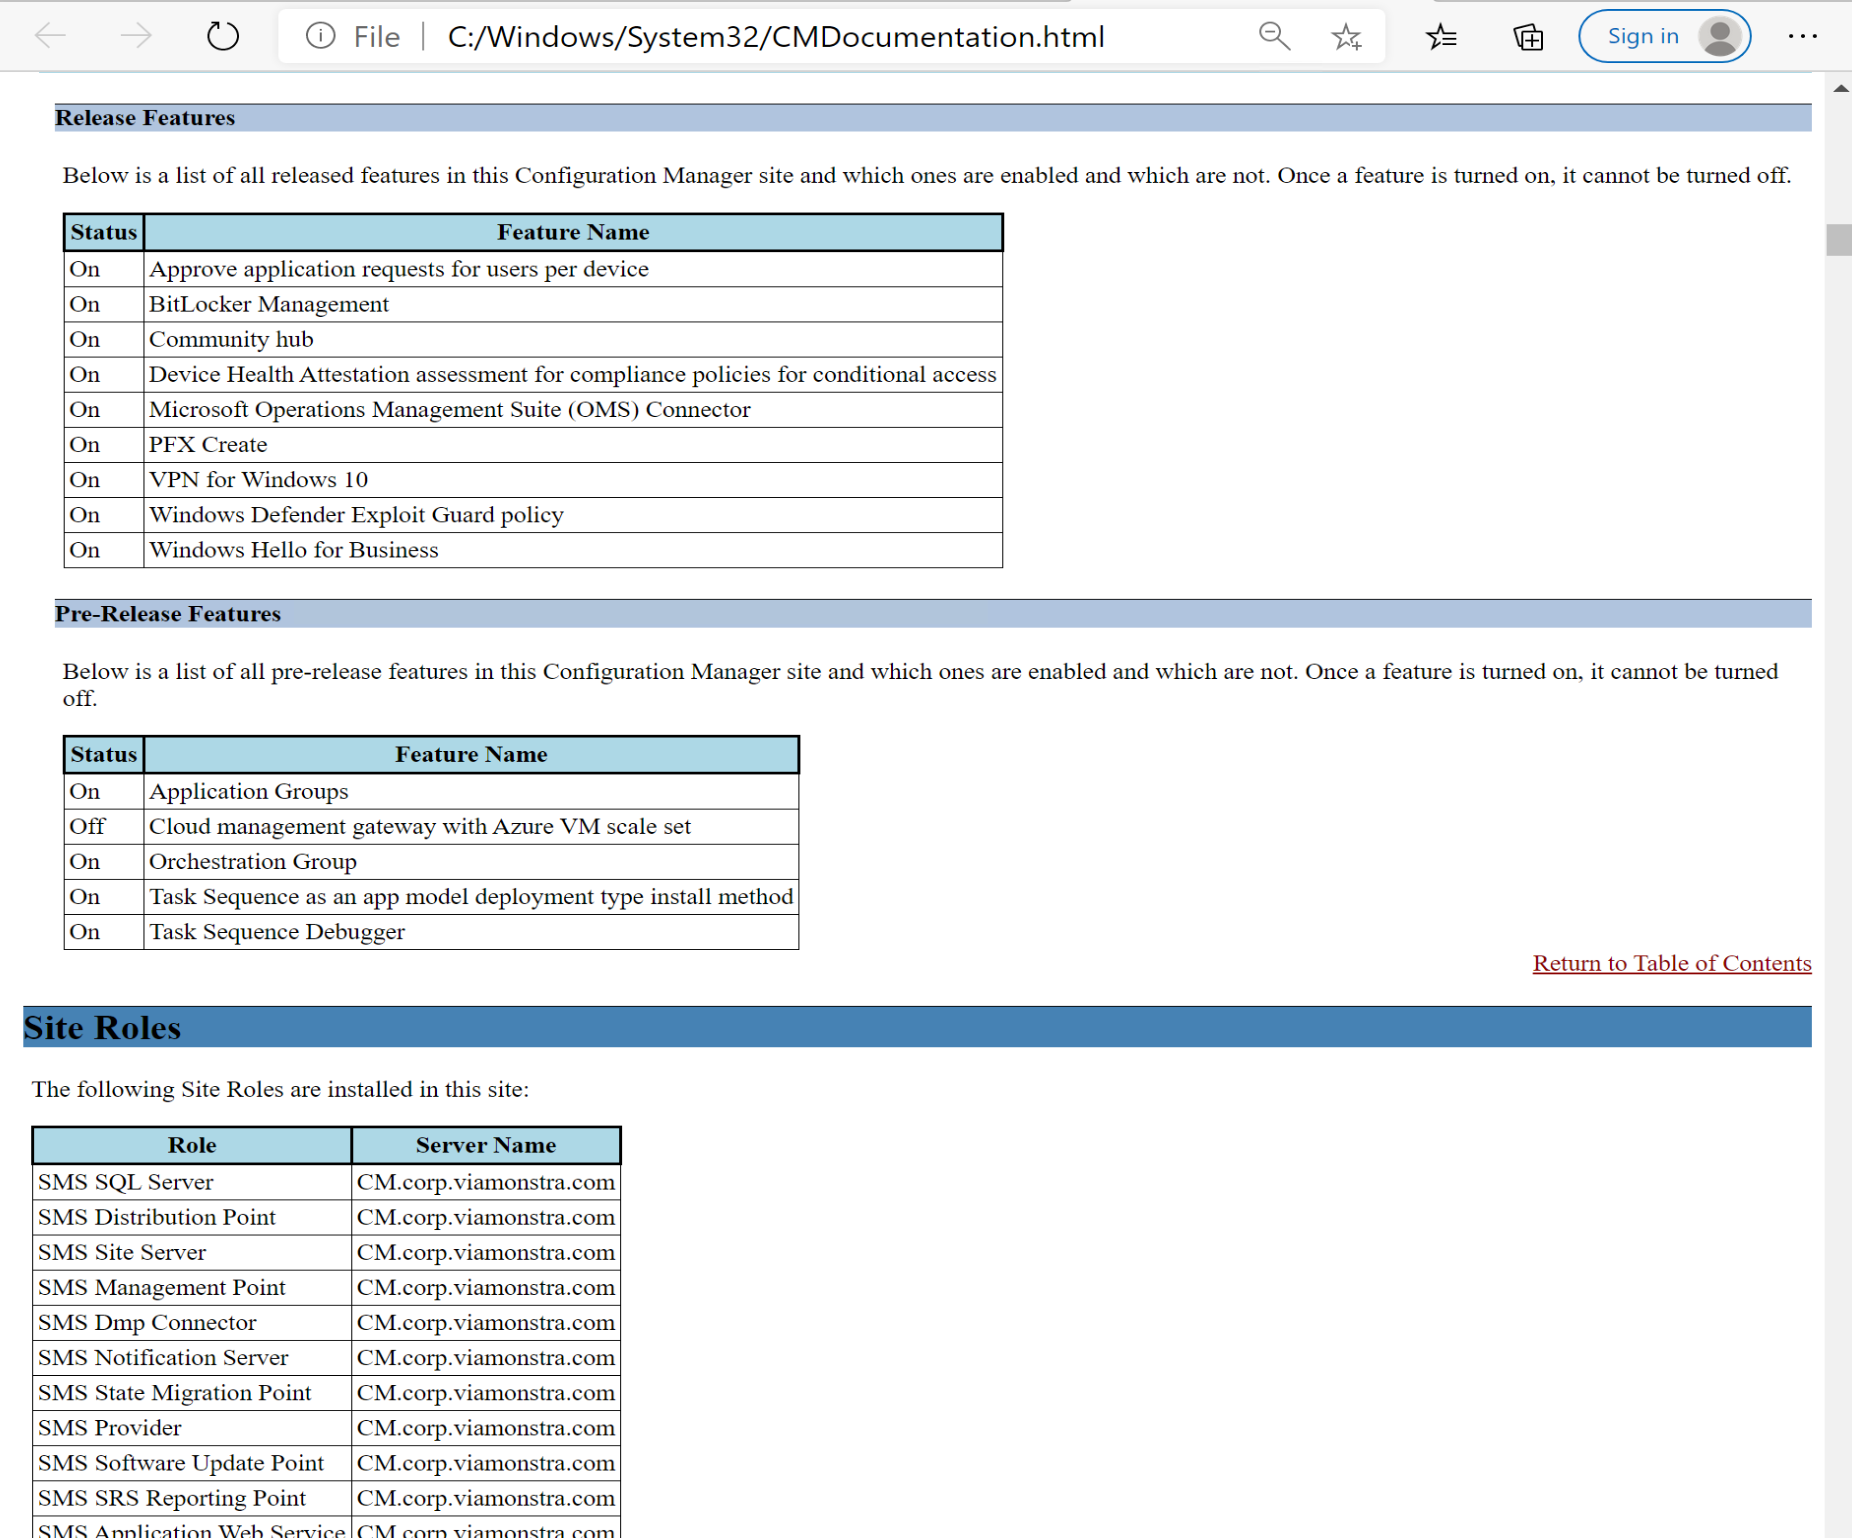 File | C:/Windows/System32/CMDocumentation.html Sign in
Release Features
Below is a list of all released features in this Configuration Manager site and which ones are enabled and which are not. Once a feature is turned on, it cannot be turned off.
Status Feature Name
On Approve application requests for users per device
On BitLocker Management
On Community hub
On Device Health Attestation assessment for compliance policies for conditional access
On Microsoft Operations Management Suite (OMS) Connector
On PFX Create
On VPN for Windows 10
On Windows Defender Exploit Guard policy
On Windows Hello for Business
Pre-Release Features
Below is a list of all pre-release features in this Configuration Manager site and which ones are enabled and which are not. Once a feature is turned on, it cannot be turned
off.
Status Feature Name
On Application Groups
Off Cloud management gateway with Azure VM scale set
On Orchestration Group
On Task Sequence as an app model deployment type install method
On Task Sequence Debugger
Return to Table of Contents
Site Roles
The following Site Roles are installed in this site:
Role Server Name
SMS SQL Server CM.corp.viamonstra.com
SMS Distribution Point CM.corp.viamonstra.com
SMS Site Server CM.corp.viamonstra.com
SMS Management Point CM.corp.viamonstra.com
SMS Dmp Connector CM.corp.viamonstra.com
SMS Notification Server CM.corp.viamonstra.com
SMS State Migration Point CM.corp.viamonstra.com
SMS Provider CM.corp.viamonstra.com
SMS Software Update Point CM.corp.viamonstra.com
SMS SRS Reporting Point CM.corp.viamonstra.com
SMS Application Web Service CM.corp.viamonstra.com